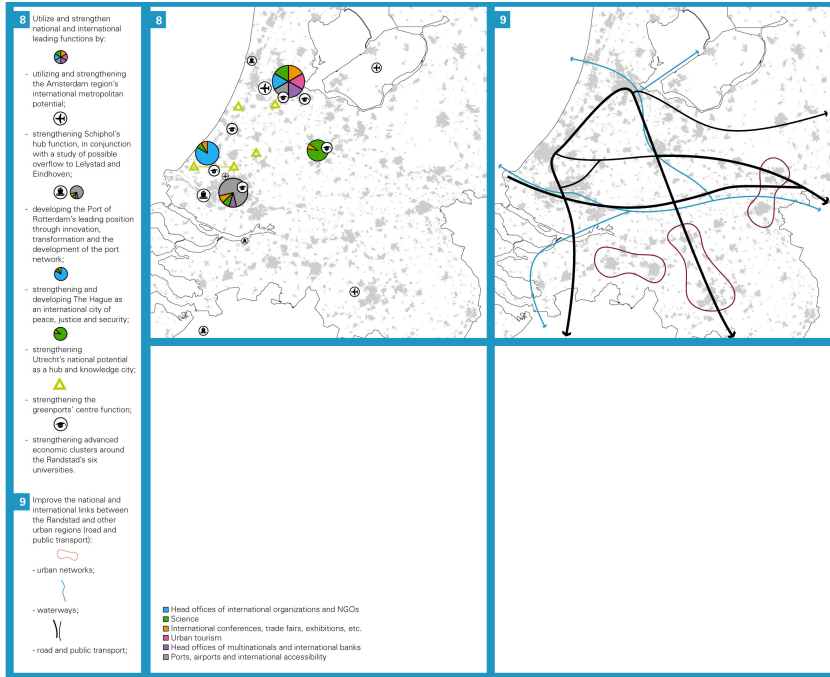 8
Utilize and strengthen
national and international
leading functions by:
- utilizing and strengthening
the Amsterdam region's
international metropolitan
potential;
- strengthening Schiphol's
hub function, in conjunction
with a study of possible
overflow to Lelystad and
Eindhoven;
- developing the Port of
Rotterdam's leading position
through innovation,
transformation and the
development of the port
network;
- strengthening and
developing The Hague as
an international city of
peace, justice and security;
- strengthening
Utrecht's national potential
as a hub and knowledge city;
- strengthening the
greenports' centre function;
- strengthening advanced
economic clusters around
the Randstad's six
universities.
9
Improve the national and
international links between
the Randstad and other
urban regions (road and
public transport):
- urban networks;
- waterways;
- road and public transport;
8
Head offices of international organizations and NGOs
Science
International conferences, trade fairs, exhibitions, etc.
Urban tourism
Head offices of multinationals and international banks
Ports, airports and international accessibility
9